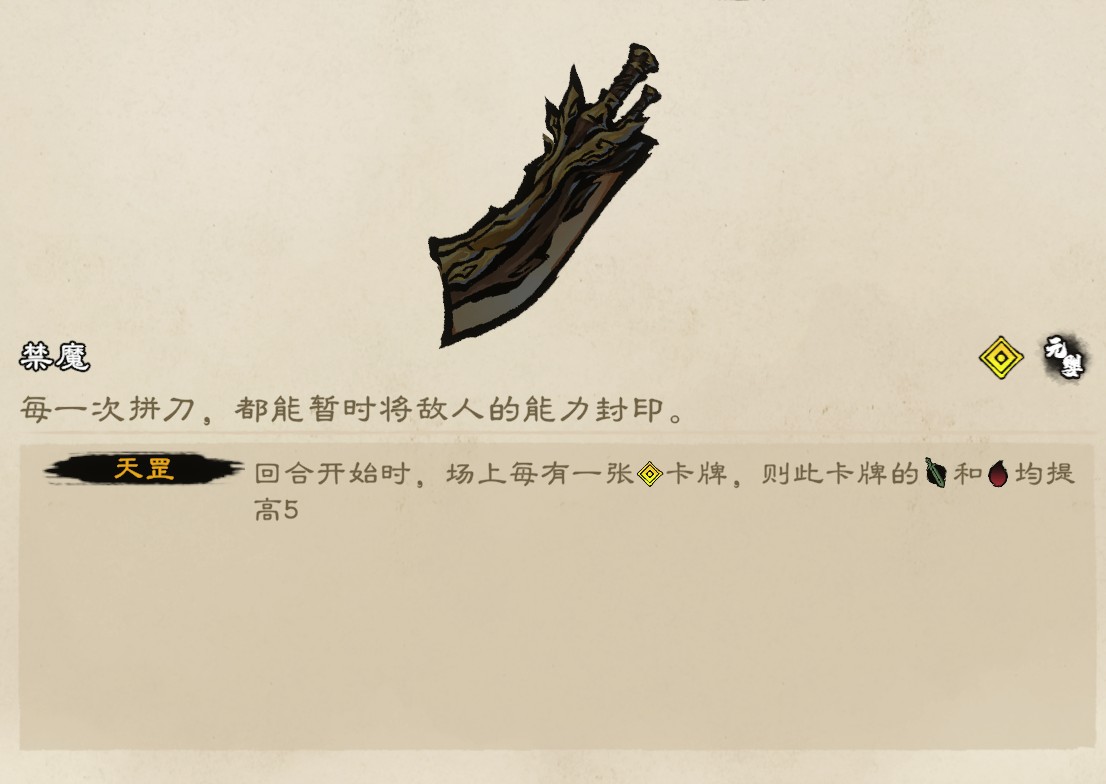 禁魔
元婴
每一次拼刀，都能暂时将敌人的能力封印。
天罡
回合开始时，场上每有一张卡牌，则此卡牌的和均提
高5